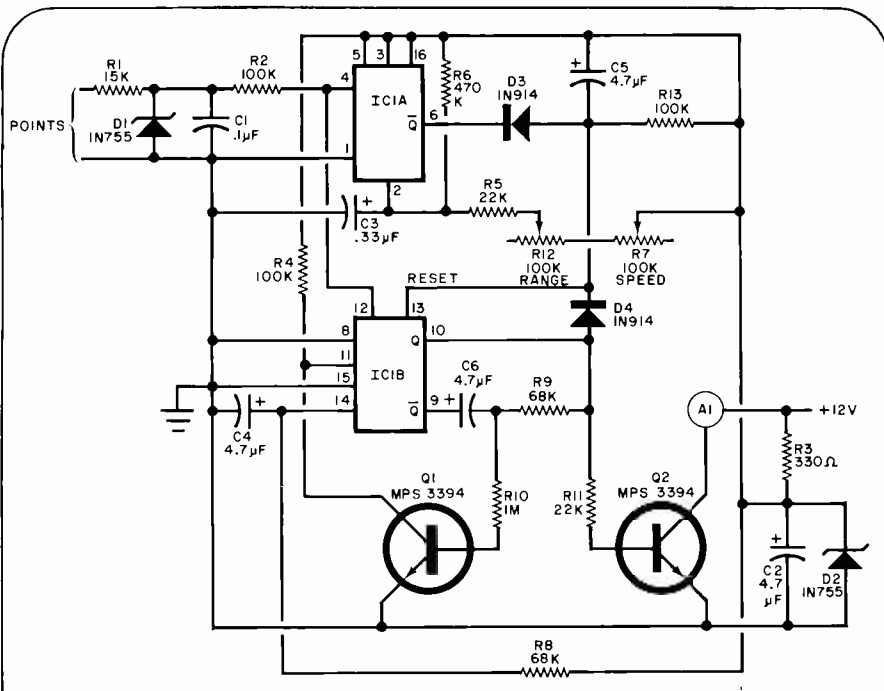 5
3
16
R1
15K
R2
100K
4
IC1A
R6
470
K
D3
IN914
+
C5
4.7µF
R13
100K
POINTS
D1
IN755
C1
.1µF
6
Q̅
1
2
R5
22K
+
C3
.33µF
R4
100K
R12
100K
RANGE
R7
100K
SPEED
RESET
12
13
D4
IN914
8
Q
10
11
IC1B
15
C6
4.7µF
R9
68K
14
Q̅
9
+
+
C4
4.7µF
A1
+12V
R3
330Ω
Q1
MPS 3394
R10
1M
R11
22K
Q2
MPS 3394
+
C2
4.7
µF
D2
IN755
R8
68K